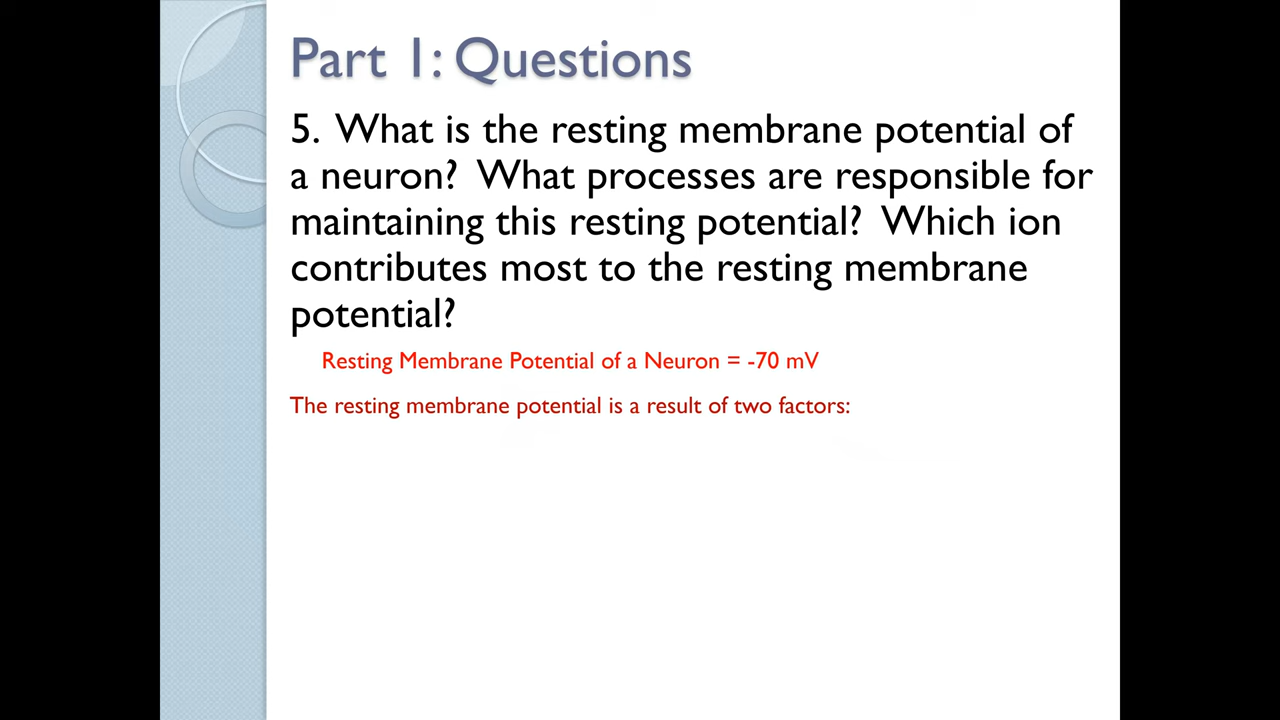 Part 1: Questions
5.  What is the resting membrane potential of
a neuron?  What processes are responsible for
maintaining this resting potential?  Which ion
contributes most to the resting membrane
potential?
Resting Membrane Potential of a Neuron = -70 mV
The resting membrane potential is a result of two factors: